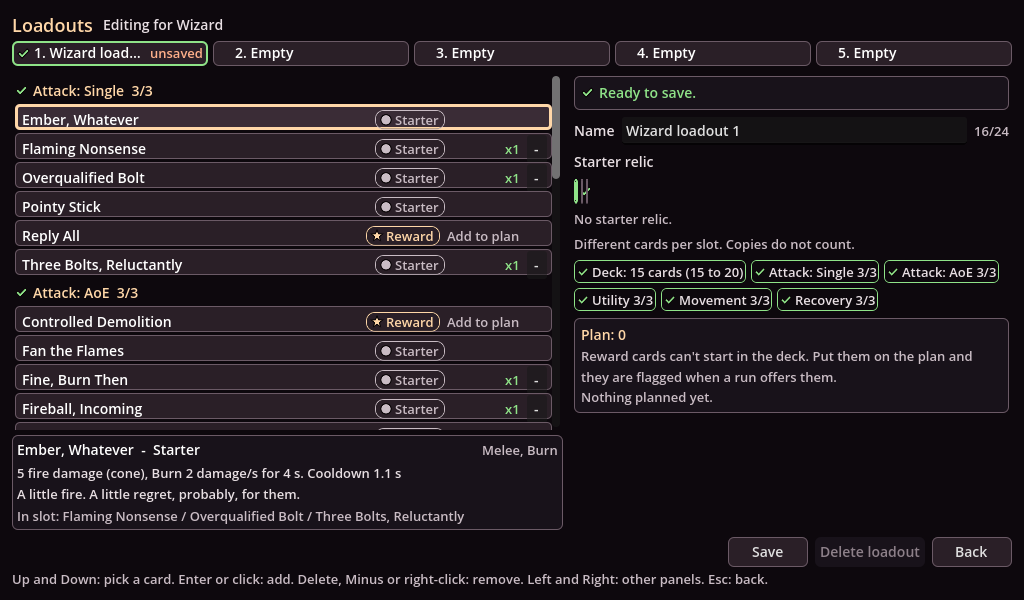 Loadouts Editing for Wizard
1. Wizard load... unsaved
2. Empty
3. Empty
4. Empty
5. Empty
Attack: Single 3/3
Ember, Whatever Starter
Flaming Nonsense Starter x1 -
Overqualified Bolt Starter x1 -
Pointy Stick Starter
Reply All Reward Add to plan
Three Bolts, Reluctantly Starter x1 -
Attack: AoE 3/3
Controlled Demolition Reward Add to plan
Fan the Flames Starter
Fine, Burn Then Starter x1 -
Fireball, Incoming Starter x1 -
Ember, Whatever - Starter Melee, Burn
5 fire damage (cone), Burn 2 damage/s for 4 s. Cooldown 1.1 s
A little fire. A little regret, probably, for them.
In slot: Flaming Nonsense / Overqualified Bolt / Three Bolts, Reluctantly
Ready to save.
Name Wizard loadout 1 16/24
Starter relic
No starter relic.
Different cards per slot. Copies do not count.
Deck: 15 cards (15 to 20) Attack: Single 3/3 Attack: AoE 3/3
Utility 3/3 Movement 3/3 Recovery 3/3
Plan: 0
Reward cards can't start in the deck. Put them on the plan and
they are flagged when a run offers them.
Nothing planned yet.
Save Delete loadout Back
Up and Down: pick a card. Enter or click: add. Delete, Minus or right-click: remove. Left and Right: other panels. Esc: back.